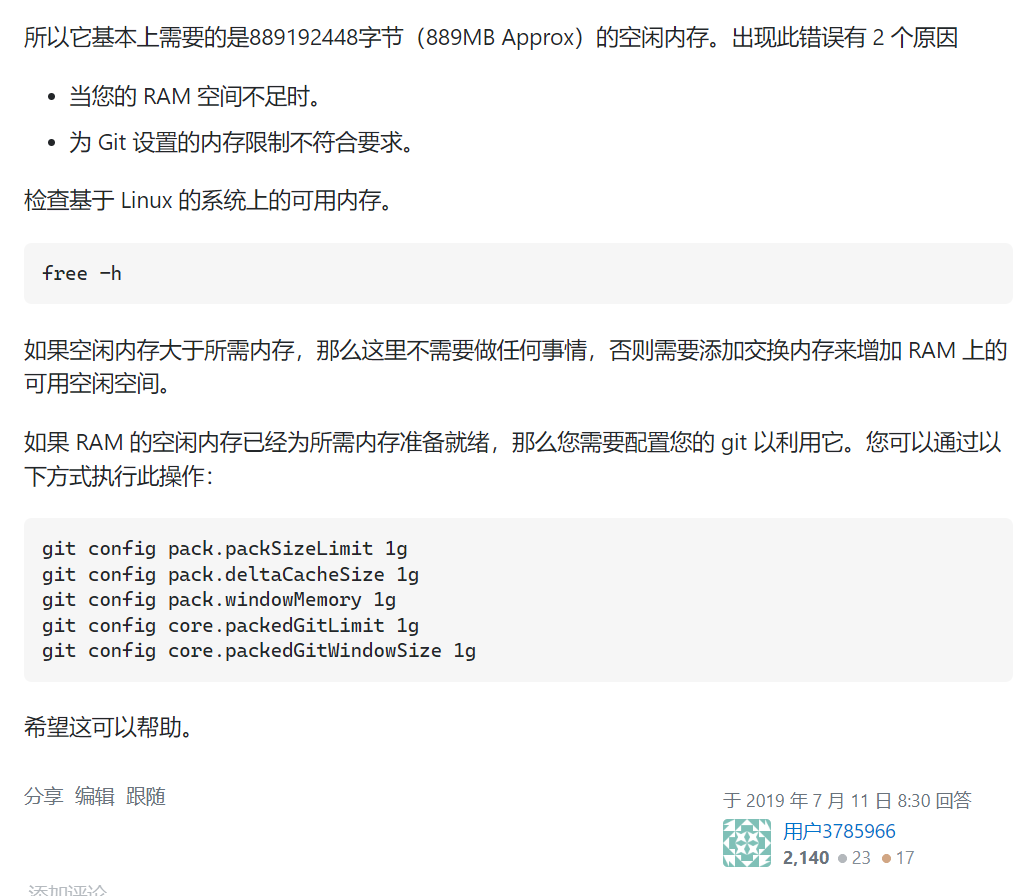 所以它基本上需要的是889192448字节（889MB Approx）的空闲内存。出现此错误有 2 个原因
• 当您的 RAM 空间不足时。
• 为 Git 设置的内存限制不符合要求。
检查基于 Linux 的系统上的可用内存。
free -h
如果空闲内存大于所需内存，那么这里不需要做任何事情，否则需要添加交换内存来增加 RAM 上的
可用空闲空间。
如果 RAM 的空闲内存已经为所需内存准备就绪，那么您需要配置您的 git 以利用它。您可以通过以
下方式执行此操作：
git config pack.packSizeLimit 1g
git config pack.deltaCacheSize 1g
git config pack.windowMemory 1g
git config core.packedGitLimit 1g
git config core.packedGitWindowSize 1g
希望这可以帮助。
分享 编辑 跟随
于 2019 年 7 月 11 日 8:30 回答
用户3785966
2,140 ●23 ●17
添加评论